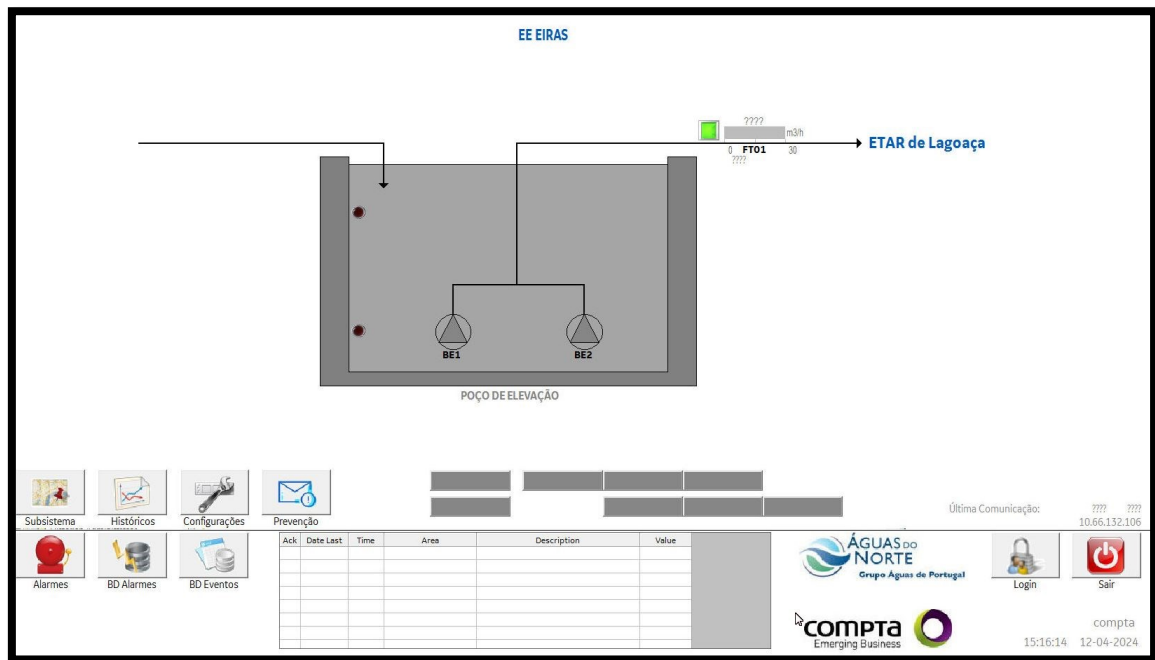 EE EIRAS
????
m3/h
0 FT01 30
????
ETAR de Lagoaça
BE1 BE2
POÇO DE ELEVAÇÃO
Subsistema Históricos Configurações Prevenção
Última Comunicação: ???? ????
10.66.132.106
Alarmes BD Alarmes BD Eventos
Ack Date Last Time Area Description Value
ÁGUAS DO
NORTE
Grupo Águas de Portugal
Login Sair
compta
Emerging Business
compta
15:16:14 12-04-2024